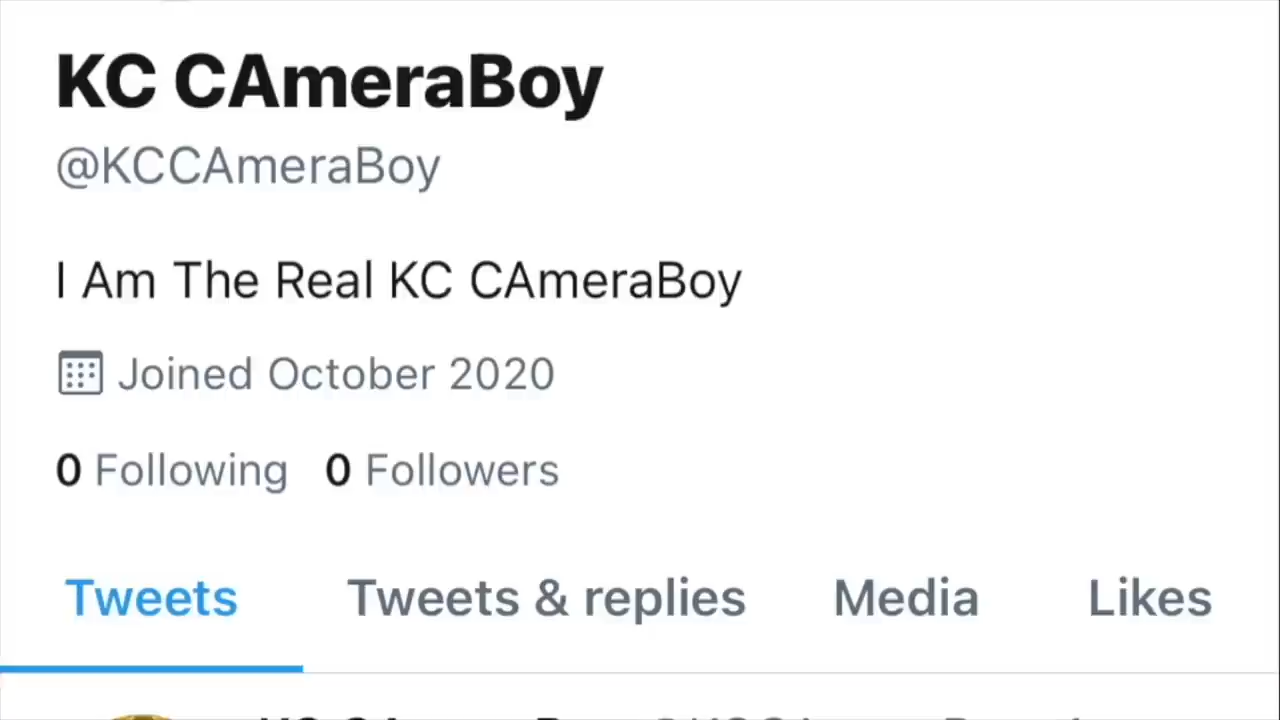 KC CAmeraBoy
@KCCAmeraBoy
I Am The Real KC CAmeraBoy
Joined October 2020
0 Following 0 Followers
Tweets Tweets & replies Media Likes